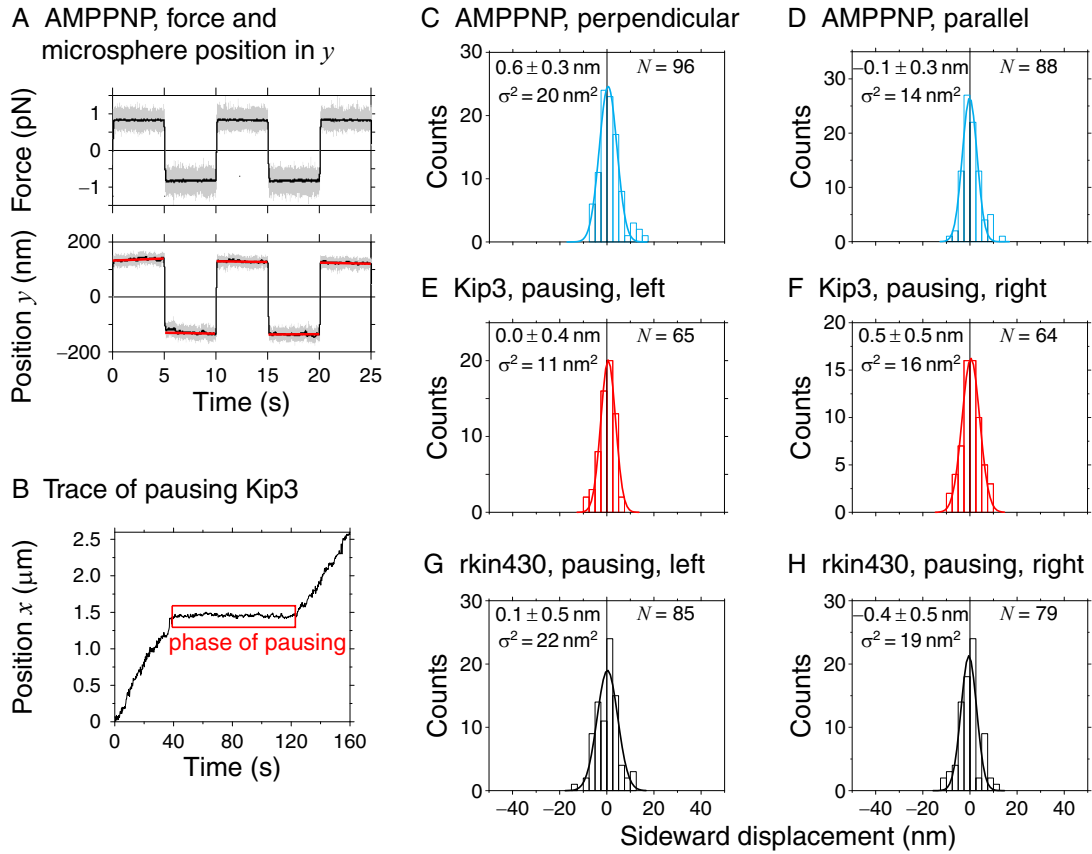 A AMPPNP, force and
microsphere position in y
Force (pN)
1
0
−1
Position y (nm)
200
0
−200
0 5 10 15 20 25
Time (s)
B Trace of pausing Kip3
Position x (μm)
2.5
2.0
1.5
1.0
0.5
0
phase of pausing
0 40 80 120 160
Time (s)
C AMPPNP, perpendicular
0.6 ± 0.3 nm N = 96
σ² = 20 nm²
Counts
30
20
10
0
D AMPPNP, parallel
−0.1 ± 0.3 nm N = 88
σ² = 14 nm²
Counts
30
20
10
0
E Kip3, pausing, left
0.0 ± 0.4 nm N = 65
σ² = 11 nm²
Counts
20
10
0
F Kip3, pausing, right
0.5 ± 0.5 nm N = 64
σ² = 16 nm²
Counts
20
15
10
5
0
G rkin430, pausing, left
0.1 ± 0.5 nm N = 85
σ² = 22 nm²
Counts
30
20
10
0
−40 −20 0 20 40
H rkin430, pausing, right
−0.4 ± 0.5 nm N = 79
σ² = 19 nm²
Counts
30
20
10
0
−40 −20 0 20 40
Sideward displacement (nm)